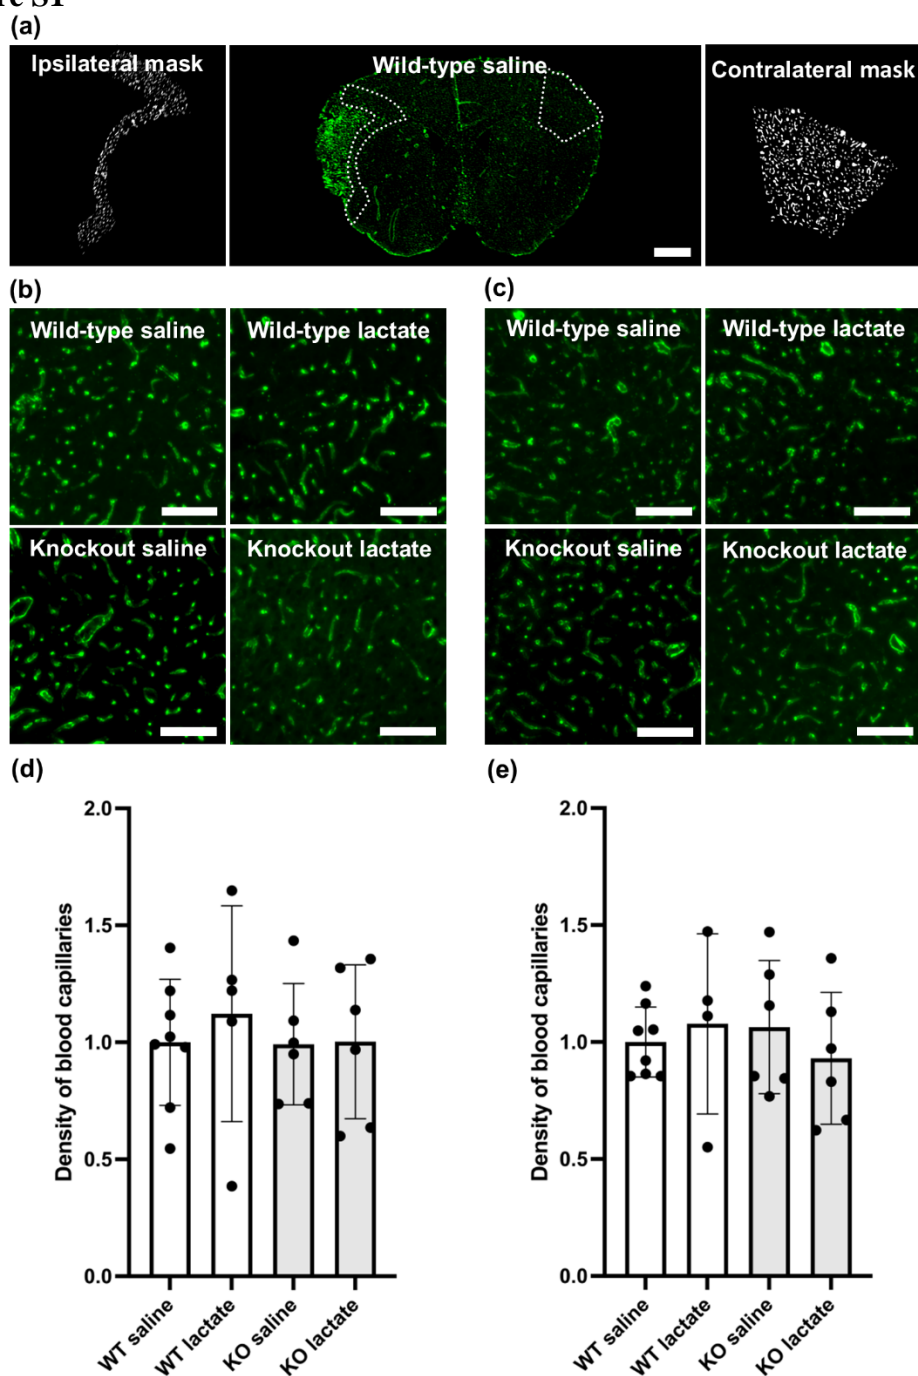 (a)
Ipsilateral mask
Wild-type saline
Contralateral mask
(b)
(c)
Wild-type saline
Wild-type lactate
Wild-type saline
Wild-type lactate
Knockout saline
Knockout lactate
Knockout saline
Knockout lactate
(d)
(e)
Density of blood capillaries
2.0
1.5
1.0
0.5
0.0
WT saline
WT lactate
KO saline
KO lactate
Density of blood capillaries
2.0
1.5
1.0
0.5
0.0
WT saline
WT lactate
KO saline
KO lactate